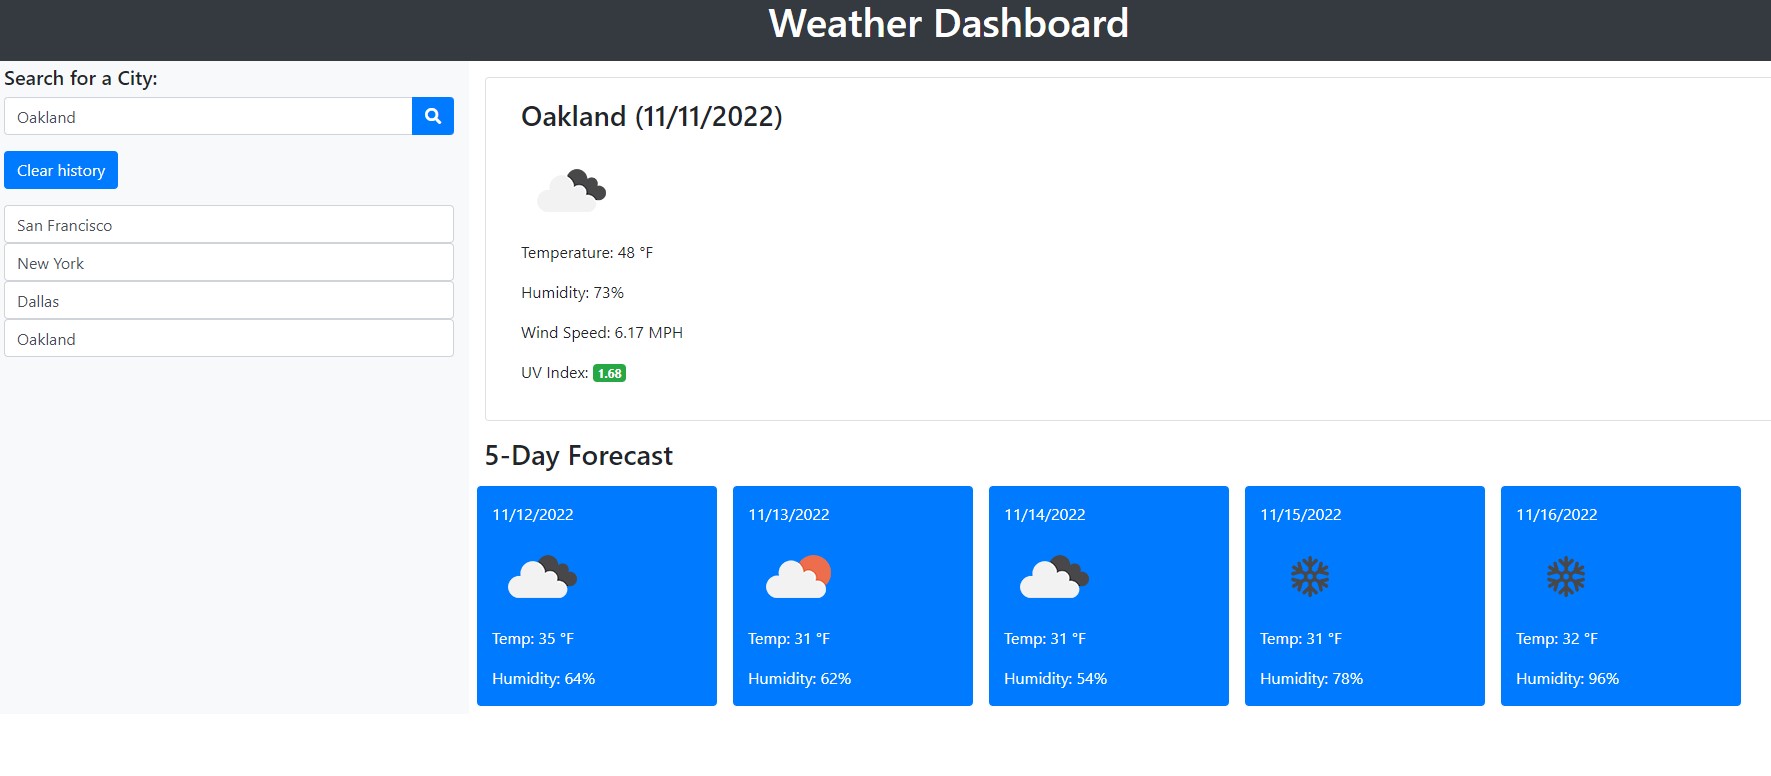 Weather Dashboard
Search for a City:
Oakland
Clear history
San Francisco
New York
Dallas
Oakland
Oakland (11/11/2022)
Temperature: 48 °F
Humidity: 73%
Wind Speed: 6.17 MPH
UV Index: 1.68
5-Day Forecast
11/12/2022
Temp: 35 °F
Humidity: 64%
11/13/2022
Temp: 31 °F
Humidity: 62%
11/14/2022
Temp: 31 °F
Humidity: 54%
11/15/2022
Temp: 31 °F
Humidity: 78%
11/16/2022
Temp: 32 °F
Humidity: 96%